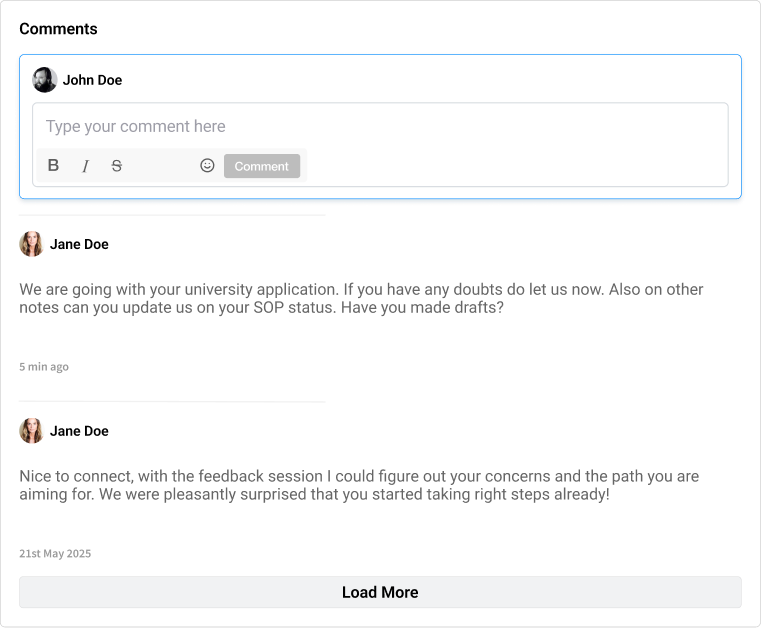 Comments
John Doe
Type your comment here
B I S Comment
Jane Doe
We are going with your university application. If you have any doubts do let us now. Also on other
notes can you update us on your SOP status. Have you made drafts?
5 min ago
Jane Doe
Nice to connect, with the feedback session I could figure out your concerns and the path you are
aiming for. We were pleasantly surprised that you started taking right steps already!
21st May 2025
Load More